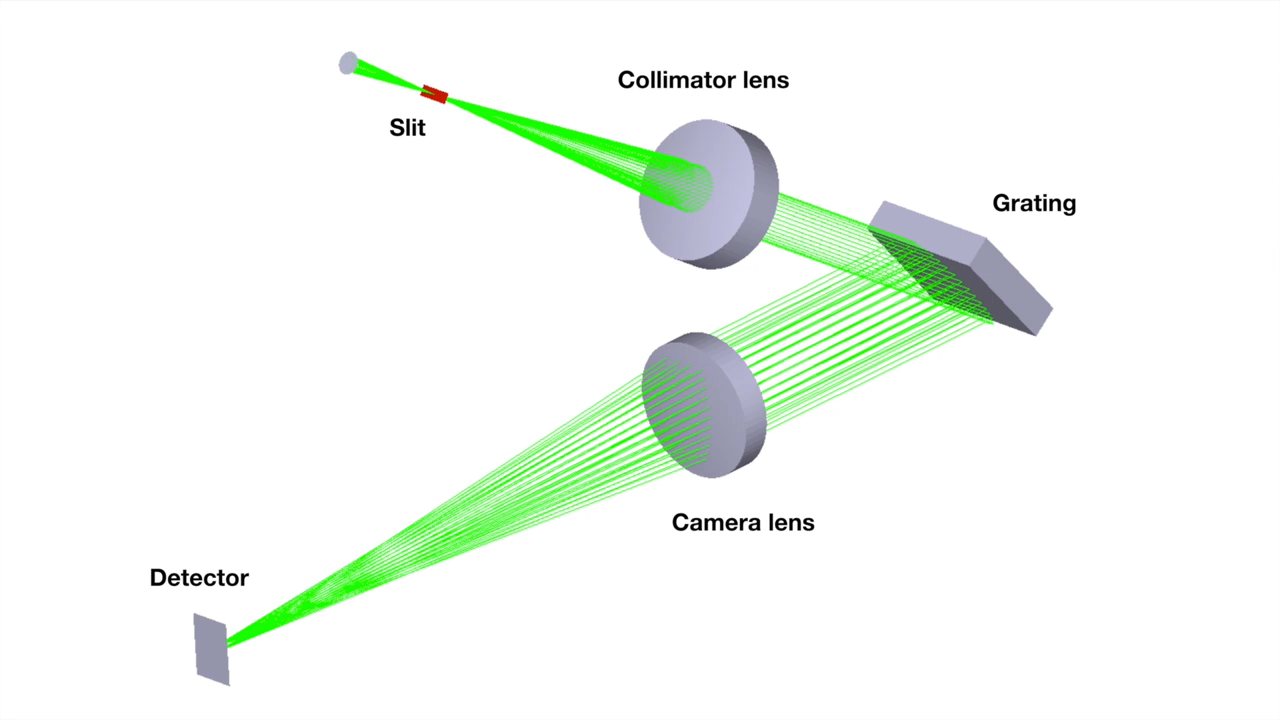 Collimator lens
Slit
Grating
Camera lens
Detector